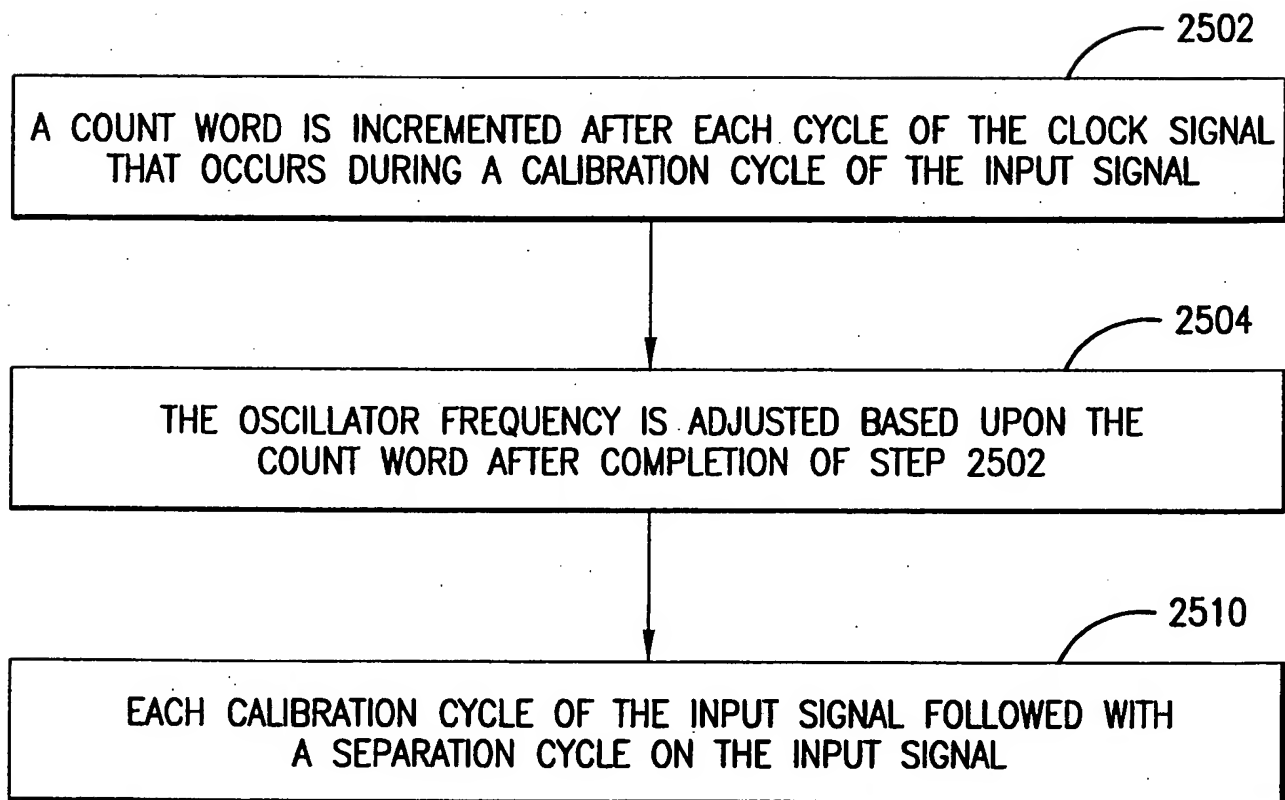 2502
A COUNT WORD IS INCREMENTED AFTER EACH CYCLE OF THE CLOCK SIGNAL
THAT OCCURS DURING A CALIBRATION CYCLE OF THE INPUT SIGNAL
2504
THE OSCILLATOR FREQUENCY IS ADJUSTED BASED UPON THE
COUNT WORD AFTER COMPLETION OF STEP 2502
2510
EACH CALIBRATION CYCLE OF THE INPUT SIGNAL FOLLOWED WITH
A SEPARATION CYCLE ON THE INPUT SIGNAL